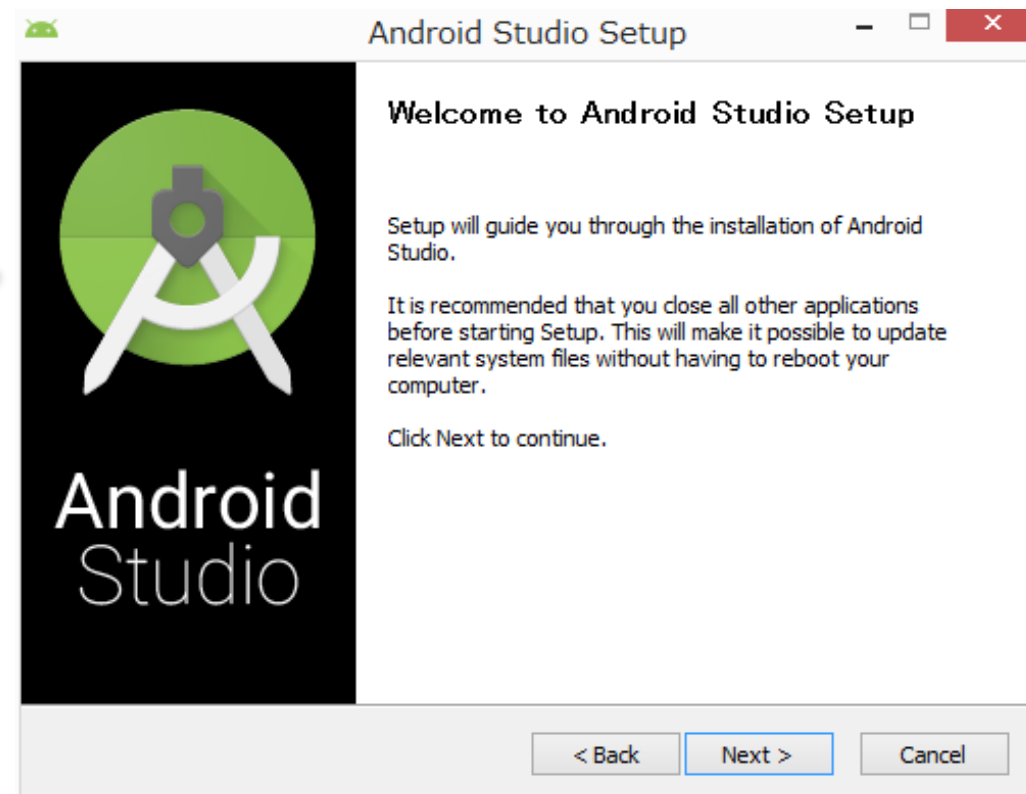 Android Studio Setup
Welcome to Android Studio Setup
Setup will guide you through the installation of Android
Studio.
It is recommended that you close all other applications
before starting Setup. This will make it possible to update
relevant system files without having to reboot your
computer.
Click Next to continue.
Android
Studio
< Back
Next >
Cancel